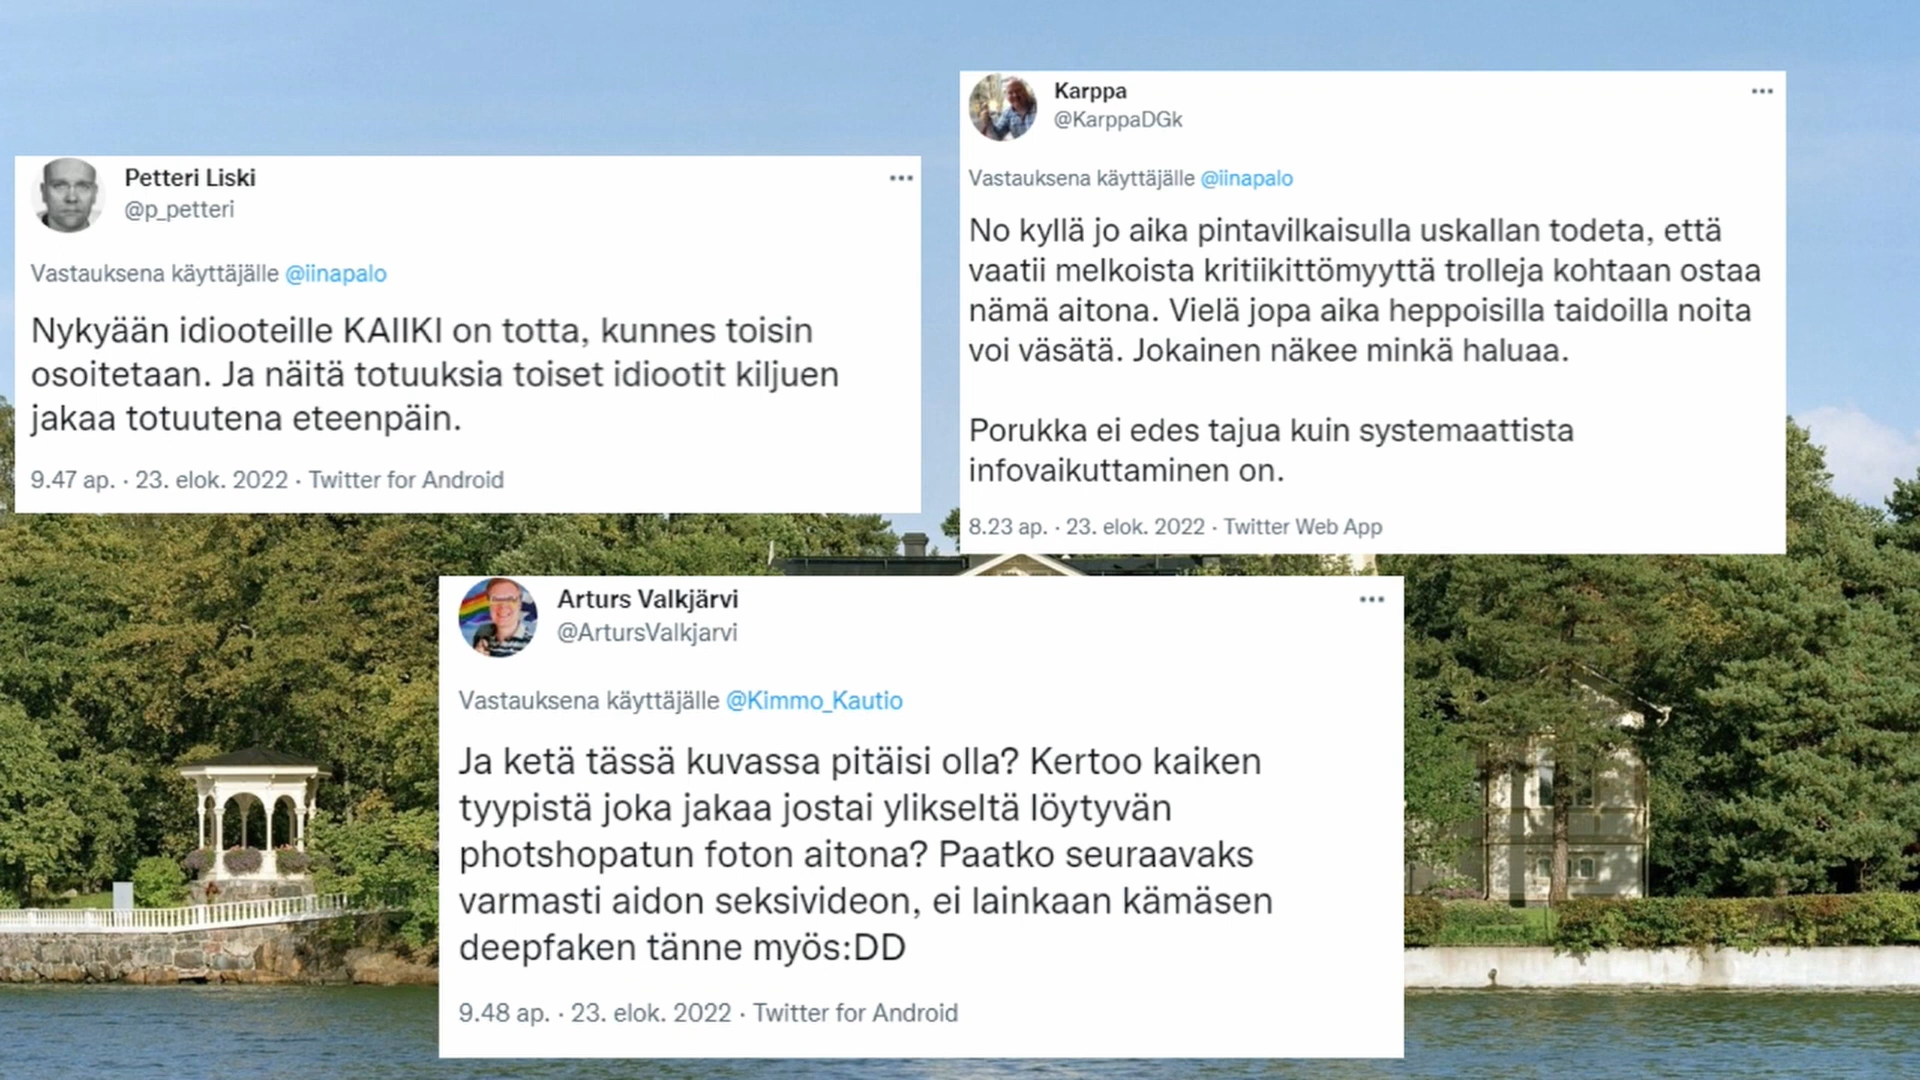 Petteri Liski
@p_petteri
Vastauksena käyttäjälle @iinapalo
Nykyään idiooteille KAIIKI on totta, kunnes toisin
osoitetaan. Ja näitä totuuksia toiset idiootit kiljuen
jakaa totuutena eteenpäin.
9.47 ap. · 23. elok. 2022 · Twitter for Android
Karppa
@KarppaDGk
Vastauksena käyttäjälle @iinapalo
No kyllä jo aika pintavilkaisulla uskallan todeta, että
vaatii melkoista kritiikittömyyttä trolleja kohtaan ostaa
nämä aitona. Vielä jopa aika heppoisilla taidoilla noita
voi väsätä. Jokainen näkee minkä haluaa.
Porukka ei edes tajua kuin systemaattista
infovaikuttaminen on.
8.23 ap. · 23. elok. 2022 · Twitter Web App
Arturs Valkjärvi
@ArtursValkjarvi
Vastauksena käyttäjälle @Kimmo_Kautio
Ja ketä tässä kuvassa pitäisi olla? Kertoo kaiken
tyypistä joka jakaa jostai ylikseltä löytyvän
photshopatun foton aitona? Paatko seuraavaks
varmasti aidon seksivideon, ei lainkaan kämäsen
deepfaken tänne myös:DD
9.48 ap. · 23. elok. 2022 · Twitter for Android